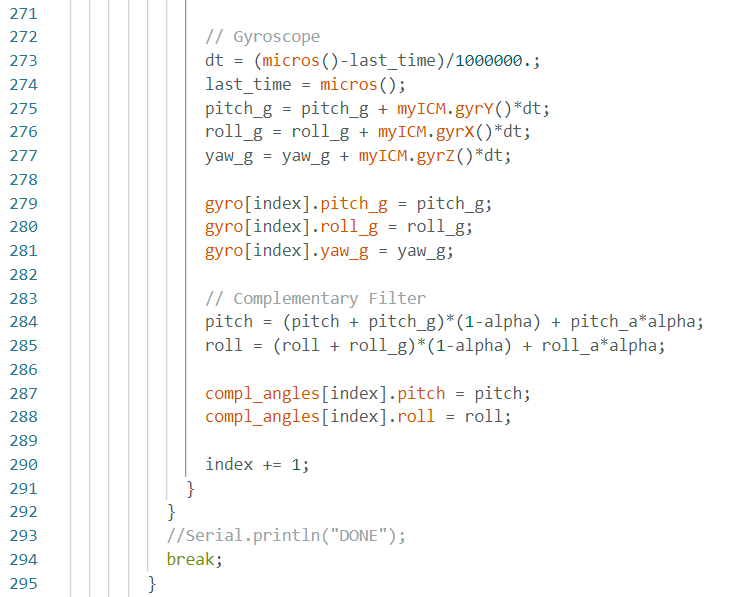 271
272 // Gyroscope
273 dt = (micros()-last_time)/1000000.;
274 last_time = micros();
275 pitch_g = pitch_g + myICM.gyrY()*dt;
276 roll_g = roll_g + myICM.gyrX()*dt;
277 yaw_g = yaw_g + myICM.gyrZ()*dt;
278
279 gyro[index].pitch_g = pitch_g;
280 gyro[index].roll_g = roll_g;
281 gyro[index].yaw_g = yaw_g;
282
283 // Complementary Filter
284 pitch = (pitch + pitch_g)*(1-alpha) + pitch_a*alpha;
285 roll = (roll + roll_g)*(1-alpha) + roll_a*alpha;
286
287 compl_angles[index].pitch = pitch;
288 compl_angles[index].roll = roll;
289
290 index += 1;
291 }
292 }
293 //Serial.println("DONE");
294 break;
295 }